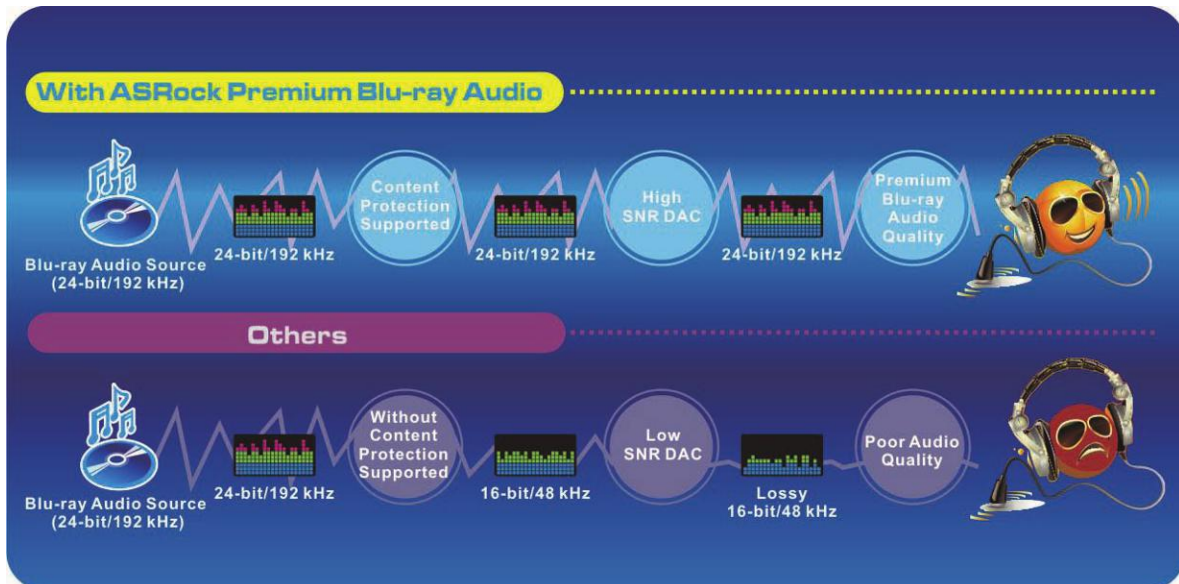 With ASRock Premium Blu-ray Audio
Blu-ray Audio Source
(24-bit/192 kHz)
24-bit/192 kHz
Content
Protection
Supported
24-bit/192 kHz
High
SNR DAC
24-bit/192 kHz
Premium
Blu-ray
Audio
Quality
Others
Blu-ray Audio Source
(24-bit/192 kHz)
24-bit/192 kHz
Without
Content
Protection
Supported
16-bit/48 kHz
Low
SNR DAC
Lossy
16-bit/48 kHz
Poor Audio
Quality